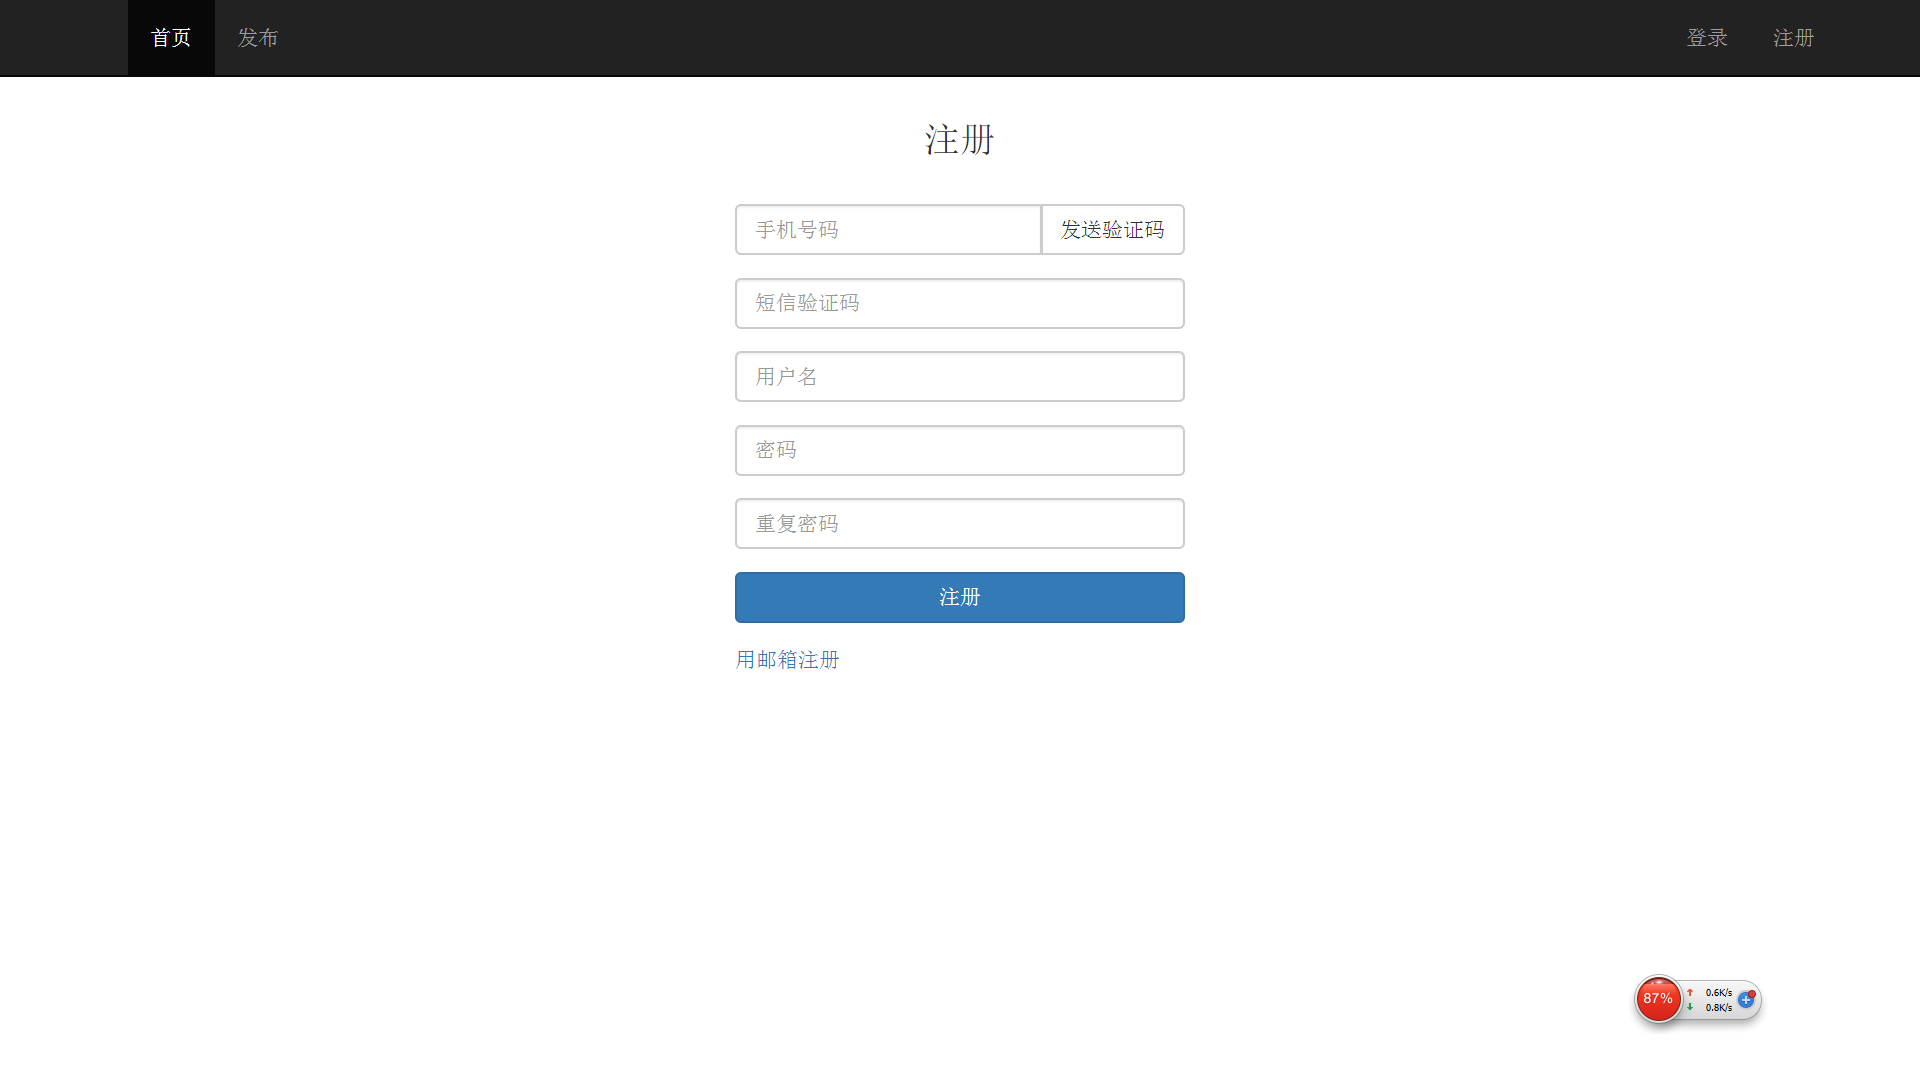 首页 发布 登录 注册
注册
手机号码 发送验证码
短信验证码
用户名
密码
重复密码
注册
用邮箱注册
87% ↑ 0.6K/s
↓ 0.8K/s